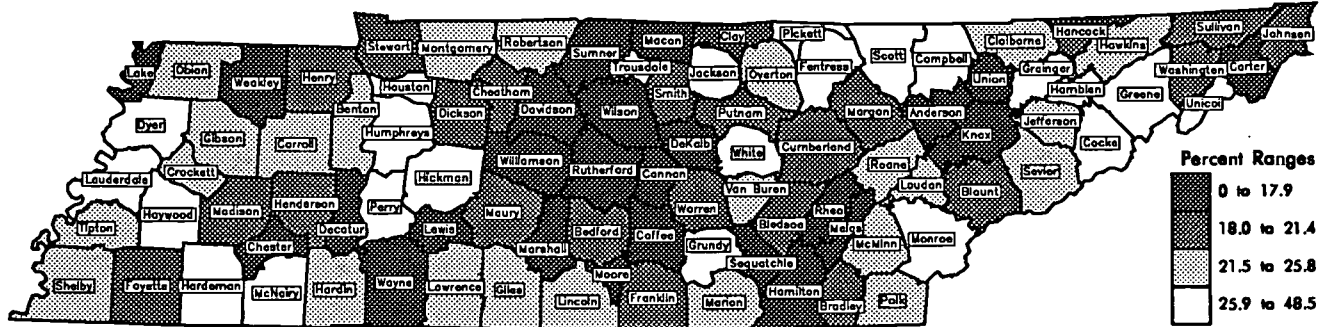 Sullivan
Pickett
Hancock
Johnson
Macon
Clay
Robertson
Claiborne
Hawkins
Stewart
Montgomery
Sumner
Scott
Campbell
Trousdale
Fentress
Lake
Obion
Jackson
Overton
Union
Grainger
Washington
Carter
Weakley
Henry
Houston
Cheatham
Smith
Hamblen
Greene
Unicoi
Benton
Dickson
Davidson
Wilson
Putnam
Morgan
Anderson
Dyer
Humphreys
Jefferson
Gibson
Knox
Carroll
DeKalb
White
Cumberland
Cocke
Williamson
Rutherford
Roane
Percent Ranges
Crockett
Cannon
Sevier
Lauderdale
Hickman
Van Buren
Loudon
Blount
0 to 17.9
Haywood
Madison
Henderson
Perry
Maury
Warren
Rhea
Tipton
Decatur
Lewis
Bedford
Coffee
Bledsoe
Meigs
18.0 to 21.4
Chester
Marshall
Grundy
McMinn
Monroe
Sequatchie
21.5 to 25.8
Shelby
Fayette
Hardeman
McNairy
Hardin
Wayne
Lawrence
Giles
Moore
Lincoln
Franklin
Marion
Hamilton
Bradley
Polk
25.9 to 48.5